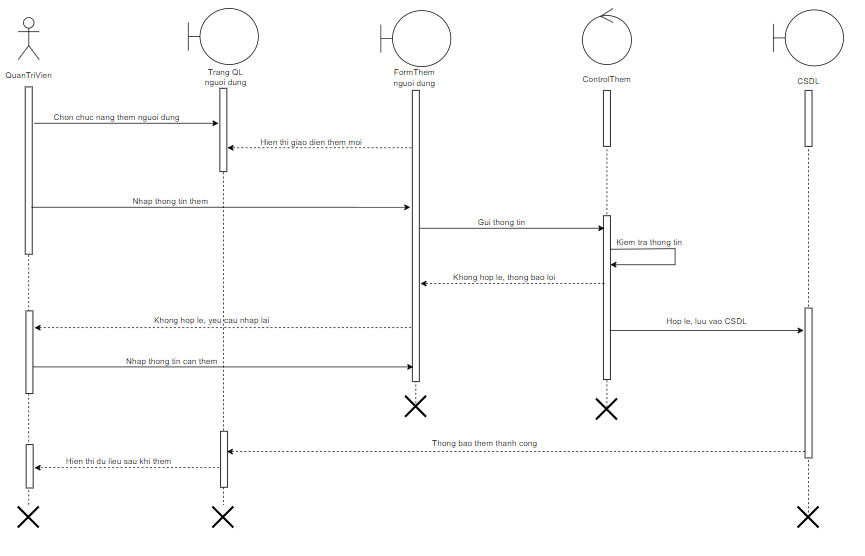 QuanTriVien
Trang QL
nguoi dung
FormThem
nguoi dung
ControlThem
CSDL
Chon chuc nang them nguoi dung
Hien thi giao dien them moi
Nhap thong tin them
Gui thong tin
Kiem tra thong tin
Khong hop le, thong bao loi
Khong hop le, yeu cau nhap lai
Hop le, luu vao CSDL
Nhap thong tin can them
Thong bao them thanh cong
Hien thi du lieu sau khi them